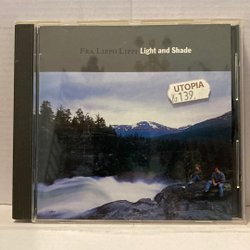 FRA LIPPO LIPPI Light and Shade
UTOPIA
Kr 139,-